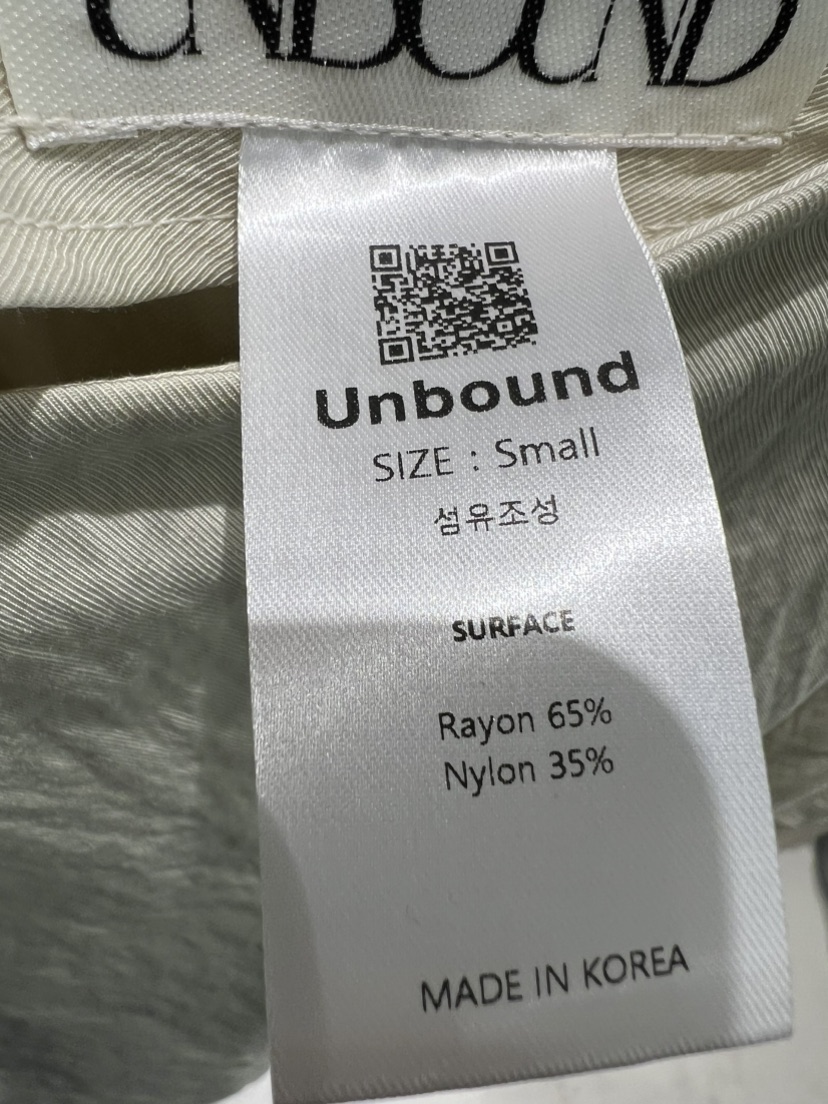 UNBOUND
Unbound
SIZE : Small
섬유조성
SURFACE
Rayon 65%
Nylon 35%
MADE IN KOREA